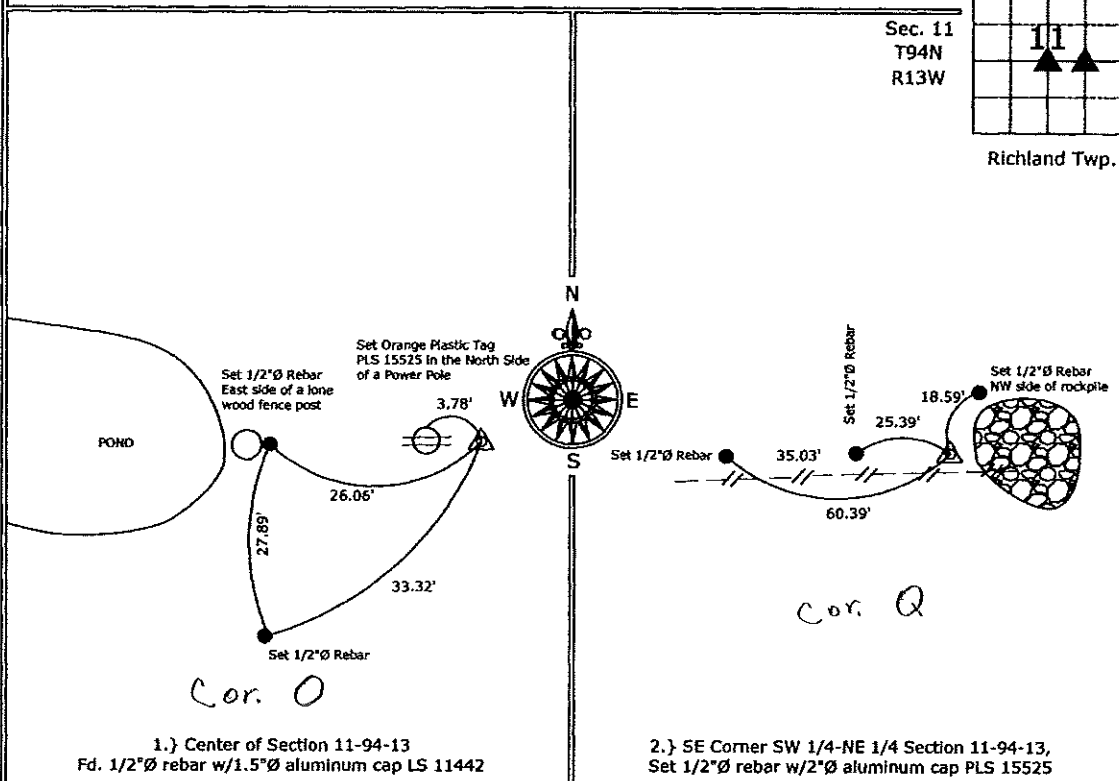 Sec. 11
T94N
R13W
11
Richland Twp.
N
W
E
S
POND
Set 1/2"Ø Rebar
East side of a lone
wood fence post
Set Orange Plastic Tag
PLS 15525 in the North Side
of a Power Pole
3.78'
26.06'
27.89'
33.32'
Set 1/2"Ø Rebar
Cor. O
1.} Center of Section 11-94-13
Fd. 1/2"Ø rebar w/1.5"Ø aluminum cap LS 11442
Set 1/2"Ø Rebar
Set 1/2"Ø Rebar
NW side of rockpile
18.59'
25.39'
Set 1/2"Ø Rebar
35.03'
60.39'
Cor. Q
2.} SE Corner SW 1/4-NE 1/4 Section 11-94-13,
Set 1/2"Ø rebar w/2"Ø aluminum cap PLS 15525